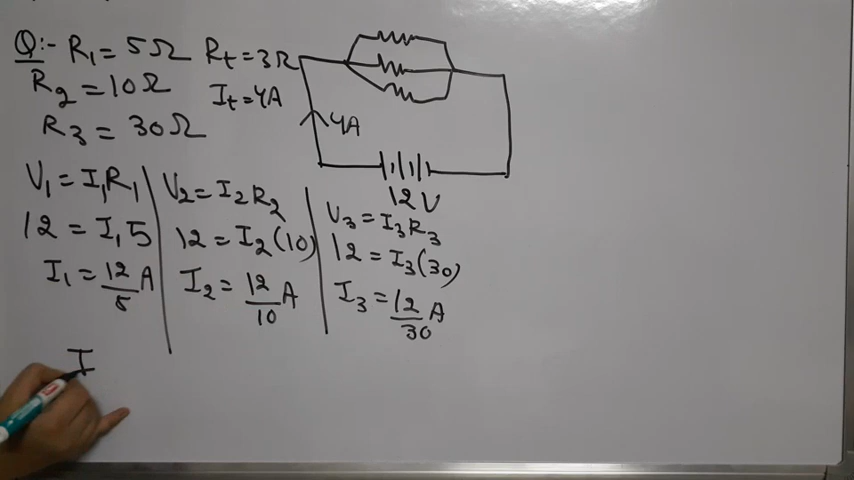 Q:- R1 = 5Ω Rt = 3Ω
R2 = 10Ω It = 4A
R3 = 30Ω
4A
12V
V1 = I1R1
12 = I1 5
I1 = 12/5 A
V2 = I2R2
12 = I2(10)
I2 = 12/10 A
V3 = I3R3
12 = I3(30)
I3 = 12/30 A
I